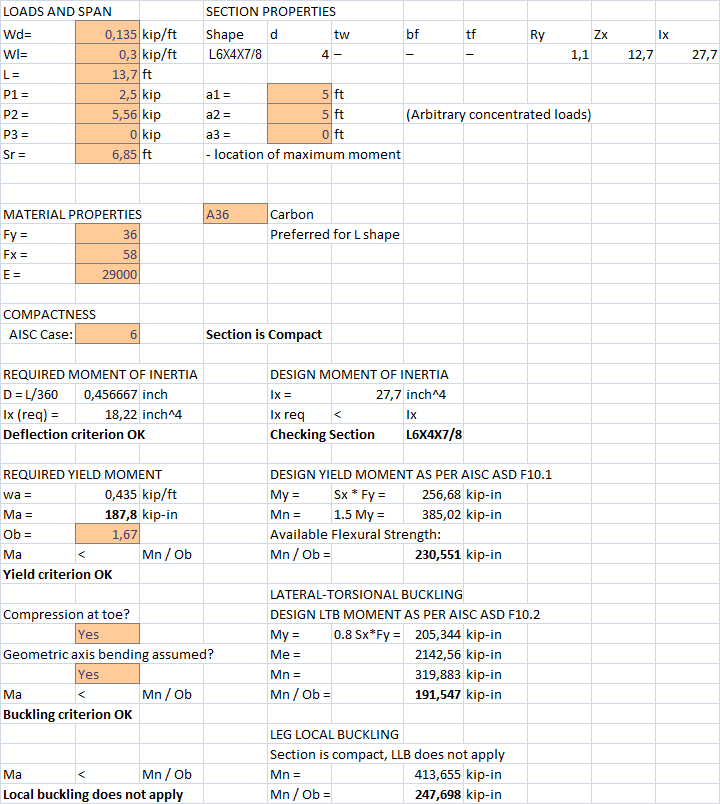 LOADS AND SPAN SECTION PROPERTIES
Wd= 0,135 kip/ft Shape d tw bf tf Ry Zx Ix
Wl= 0,3 kip/ft L6X4X7/8 4 – – – 1,1 12,7 27,7
L = 13,7 ft
P1 = 2,5 kip a1 = 5 ft
P2 = 5,56 kip a2 = 5 ft (Arbitrary concentrated loads)
P3 = 0 kip a3 = 0 ft
Sr = 6,85 ft - location of maximum moment
MATERIAL PROPERTIES A36 Carbon
Fy = 36 Preferred for L shape
Fx = 58
E = 29000
COMPACTNESS
AISC Case: 6 Section is Compact
REQUIRED MOMENT OF INERTIA DESIGN MOMENT OF INERTIA
D = L/360 0,456667 inch Ix = 27,7 inch^4
Ix (req) = 18,22 inch^4 Ix req < Ix
Deflection criterion OK Checking Section L6X4X7/8
REQUIRED YIELD MOMENT DESIGN YIELD MOMENT AS PER AISC ASD F10.1
wa = 0,435 kip/ft My = Sx * Fy = 256,68 kip-in
Ma = 187,8 kip-in Mn = 1.5 My = 385,02 kip-in
Ob = 1,67 Available Flexural Strength:
Ma < Mn / Ob Mn / Ob = 230,551 kip-in
Yield criterion OK
LATERAL-TORSIONAL BUCKLING
Compression at toe? DESIGN LTB MOMENT AS PER AISC ASD F10.2
Yes My = 0.8 Sx*Fy = 205,344 kip-in
Geometric axis bending assumed? Me = 2142,56 kip-in
Yes Mn = 319,883 kip-in
Ma < Mn / Ob Mn / Ob = 191,547 kip-in
Buckling criterion OK
LEG LOCAL BUCKLING
Section is compact, LLB does not apply
Ma < Mn / Ob Mn = 413,655 kip-in
Local buckling does not apply Mn / Ob = 247,698 kip-in